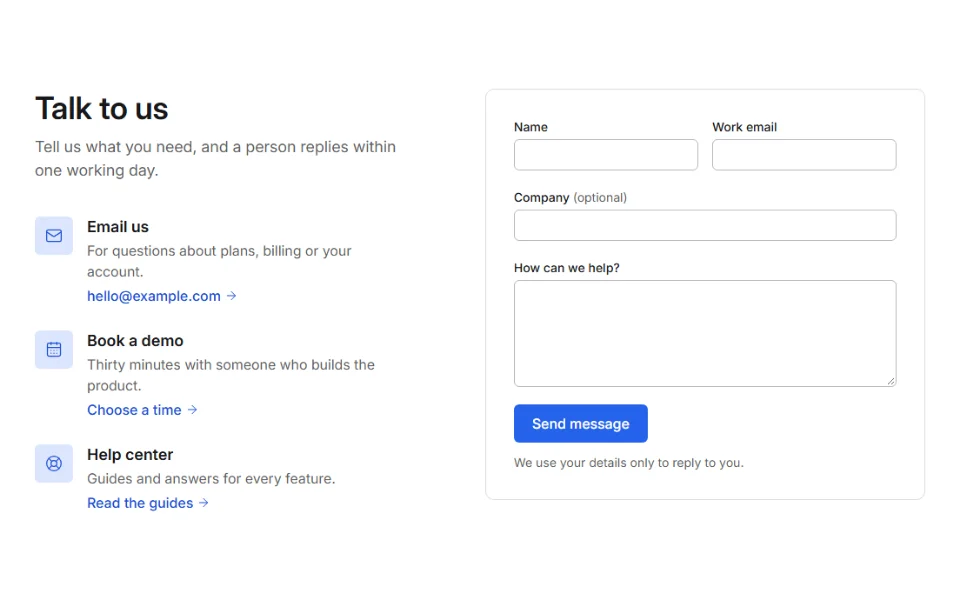 Talk to us
Tell us what you need, and a person replies within
one working day.
Email us
For questions about plans, billing or your
account.
hello@example.com →
Book a demo
Thirty minutes with someone who builds the
product.
Choose a time →
Help center
Guides and answers for every feature.
Read the guides →
Name
Work email
Company (optional)
How can we help?
Send message
We use your details only to reply to you.